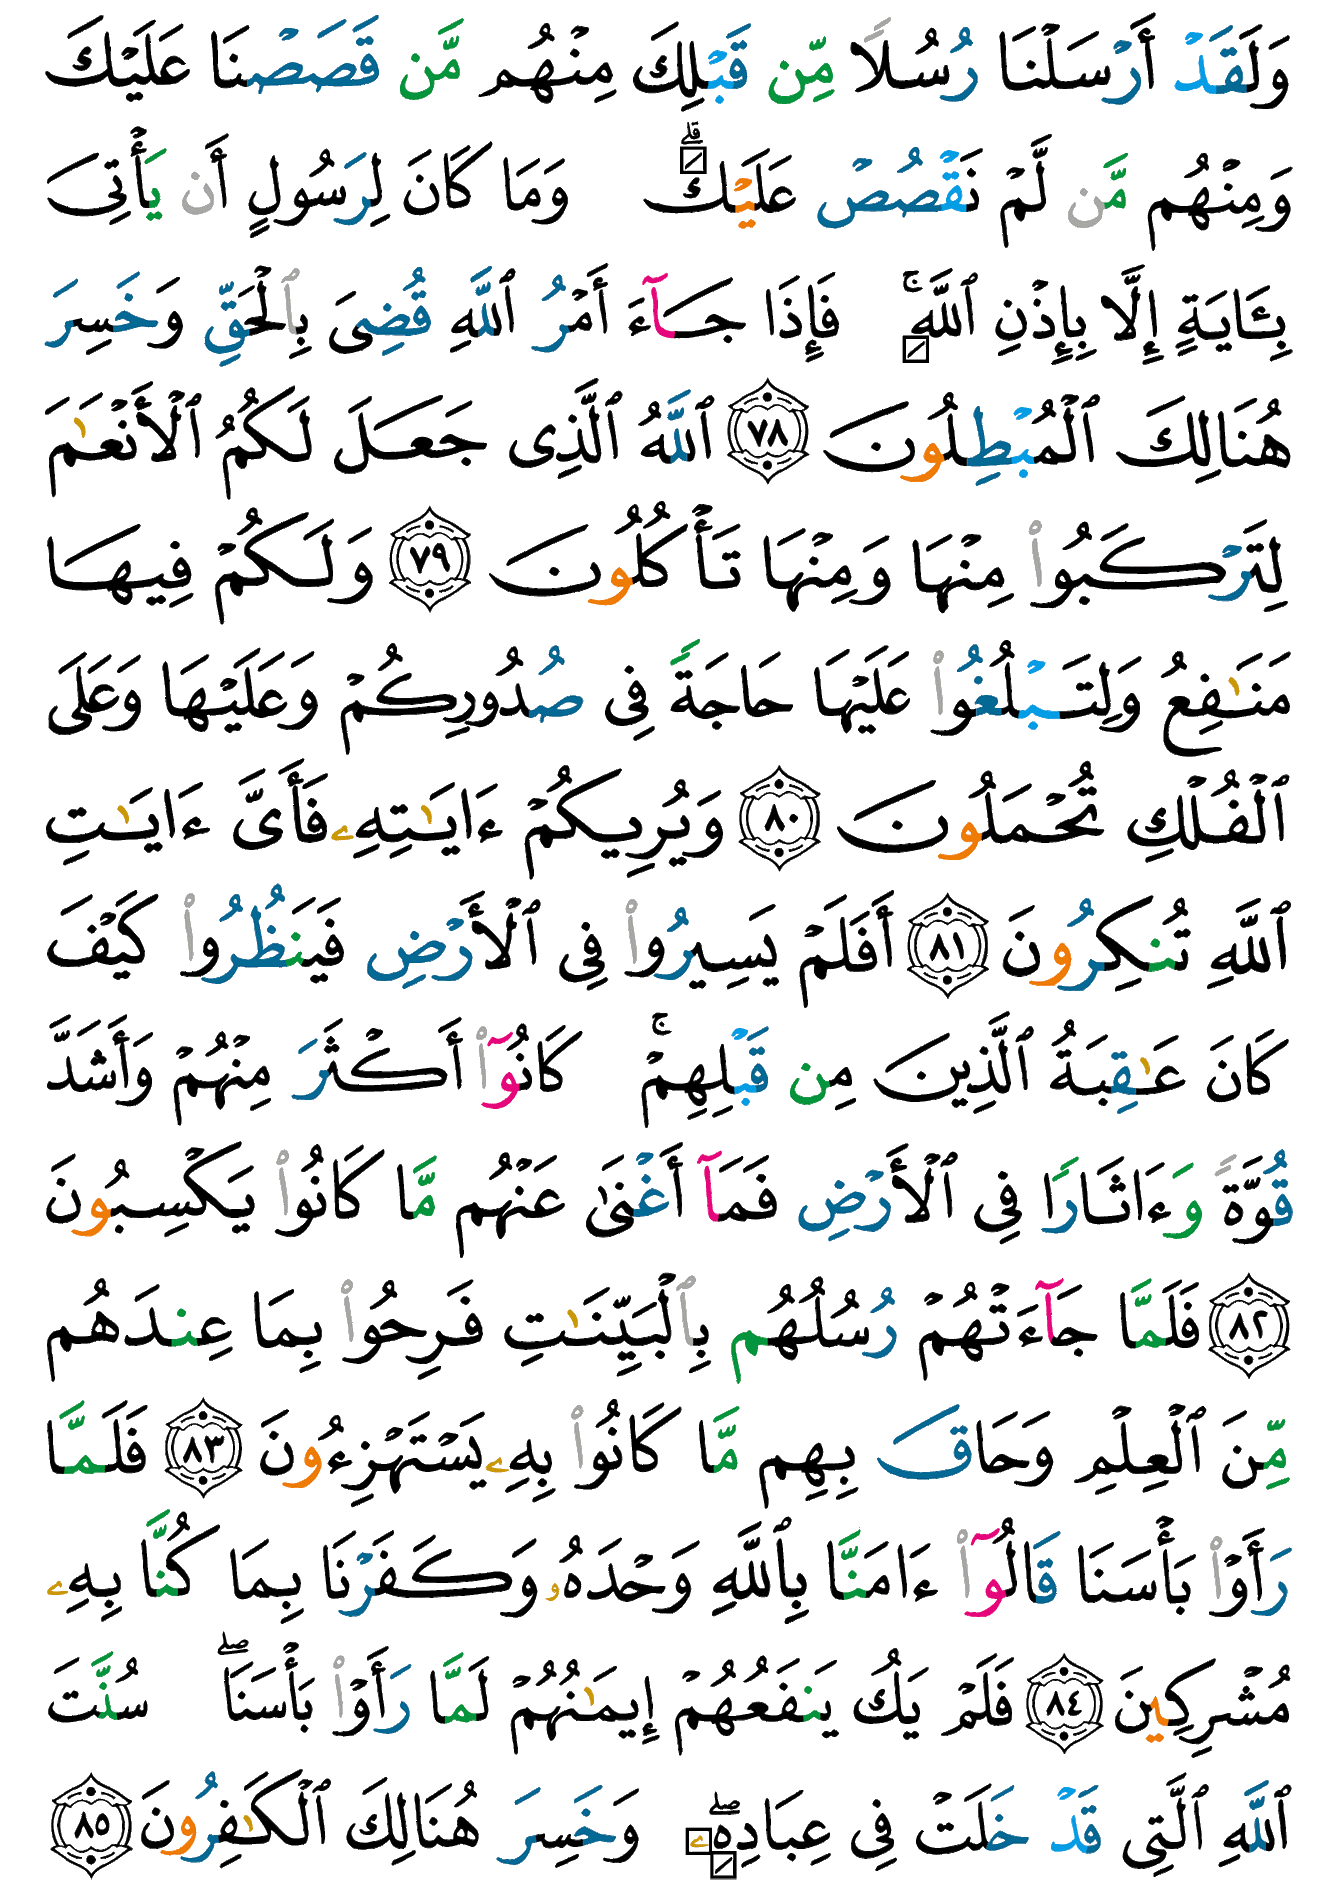 وَلَقَدْ أَرْسَلْنَا رُسُلًا مِّن قَبْلِكَ مِنْهُم مَّن قَصَصْنَا عَلَيْكَ
وَمِنْهُم مَّن لَّمْ نَقْصُصْ عَلَيْكَ ۗ وَمَا كَانَ لِرَسُولٍ أَن يَأْتِىَ
بِـَٔايَةٍ إِلَّا بِإِذْنِ ٱللَّهِ ۚ فَإِذَا جَآءَ أَمْرُ ٱللَّهِ قُضِىَ بِٱلْحَقِّ وَخَسِرَ
هُنَالِكَ ٱلْمُبْطِلُونَ ٧٨ ٱللَّهُ ٱلَّذِى جَعَلَ لَكُمُ ٱلْأَنْعَـٰمَ
لِتَرْكَبُوا۟ مِنْهَا وَمِنْهَا تَأْكُلُونَ ٧٩ وَلَكُمْ فِيهَا
مَنَـٰفِعُ وَلِتَبْلُغُوا۟ عَلَيْهَا حَاجَةً فِى صُدُورِكُمْ وَعَلَيْهَا وَعَلَى
ٱلْفُلْكِ تُحْمَلُونَ ٨٠ وَيُرِيكُمْ ءَايَـٰتِهِۦ فَأَىَّ ءَايَـٰتِ
ٱللَّهِ تُنكِرُونَ ٨١ أَفَلَمْ يَسِيرُوا۟ فِى ٱلْأَرْضِ فَيَنظُرُوا۟ كَيْفَ
كَانَ عَـٰقِبَةُ ٱلَّذِينَ مِن قَبْلِهِمْ ۚ كَانُوٓا۟ أَكْثَرَ مِنْهُمْ وَأَشَدَّ
قُوَّةً وَءَاثَارًا فِى ٱلْأَرْضِ فَمَآ أَغْنَىٰ عَنْهُم مَّا كَانُوا۟ يَكْسِبُونَ
٨٢ فَلَمَّا جَآءَتْهُمْ رُسُلُهُم بِٱلْبَيِّنَـٰتِ فَرِحُوا۟ بِمَا عِندَهُم
مِّنَ ٱلْعِلْمِ وَحَاقَ بِهِم مَّا كَانُوا۟ بِهِۦ يَسْتَهْزِءُونَ ٨٣ فَلَمَّا
رَأَوْا۟ بَأْسَنَا قَالُوٓا۟ ءَامَنَّا بِٱللَّهِ وَحْدَهُۥ وَكَفَرْنَا بِمَا كُنَّا بِهِۦ
مُشْرِكِينَ ٨٤ فَلَمْ يَكُ يَنفَعُهُمْ إِيمَـٰنُهُمْ لَمَّا رَأَوْا۟ بَأْسَنَا ۖ سُنَّتَ
ٱللَّهِ ٱلَّتِى قَدْ خَلَتْ فِى عِبَادِهِۦ ۖ وَخَسِرَ هُنَالِكَ ٱلْكَـٰفِرُونَ ٨٥